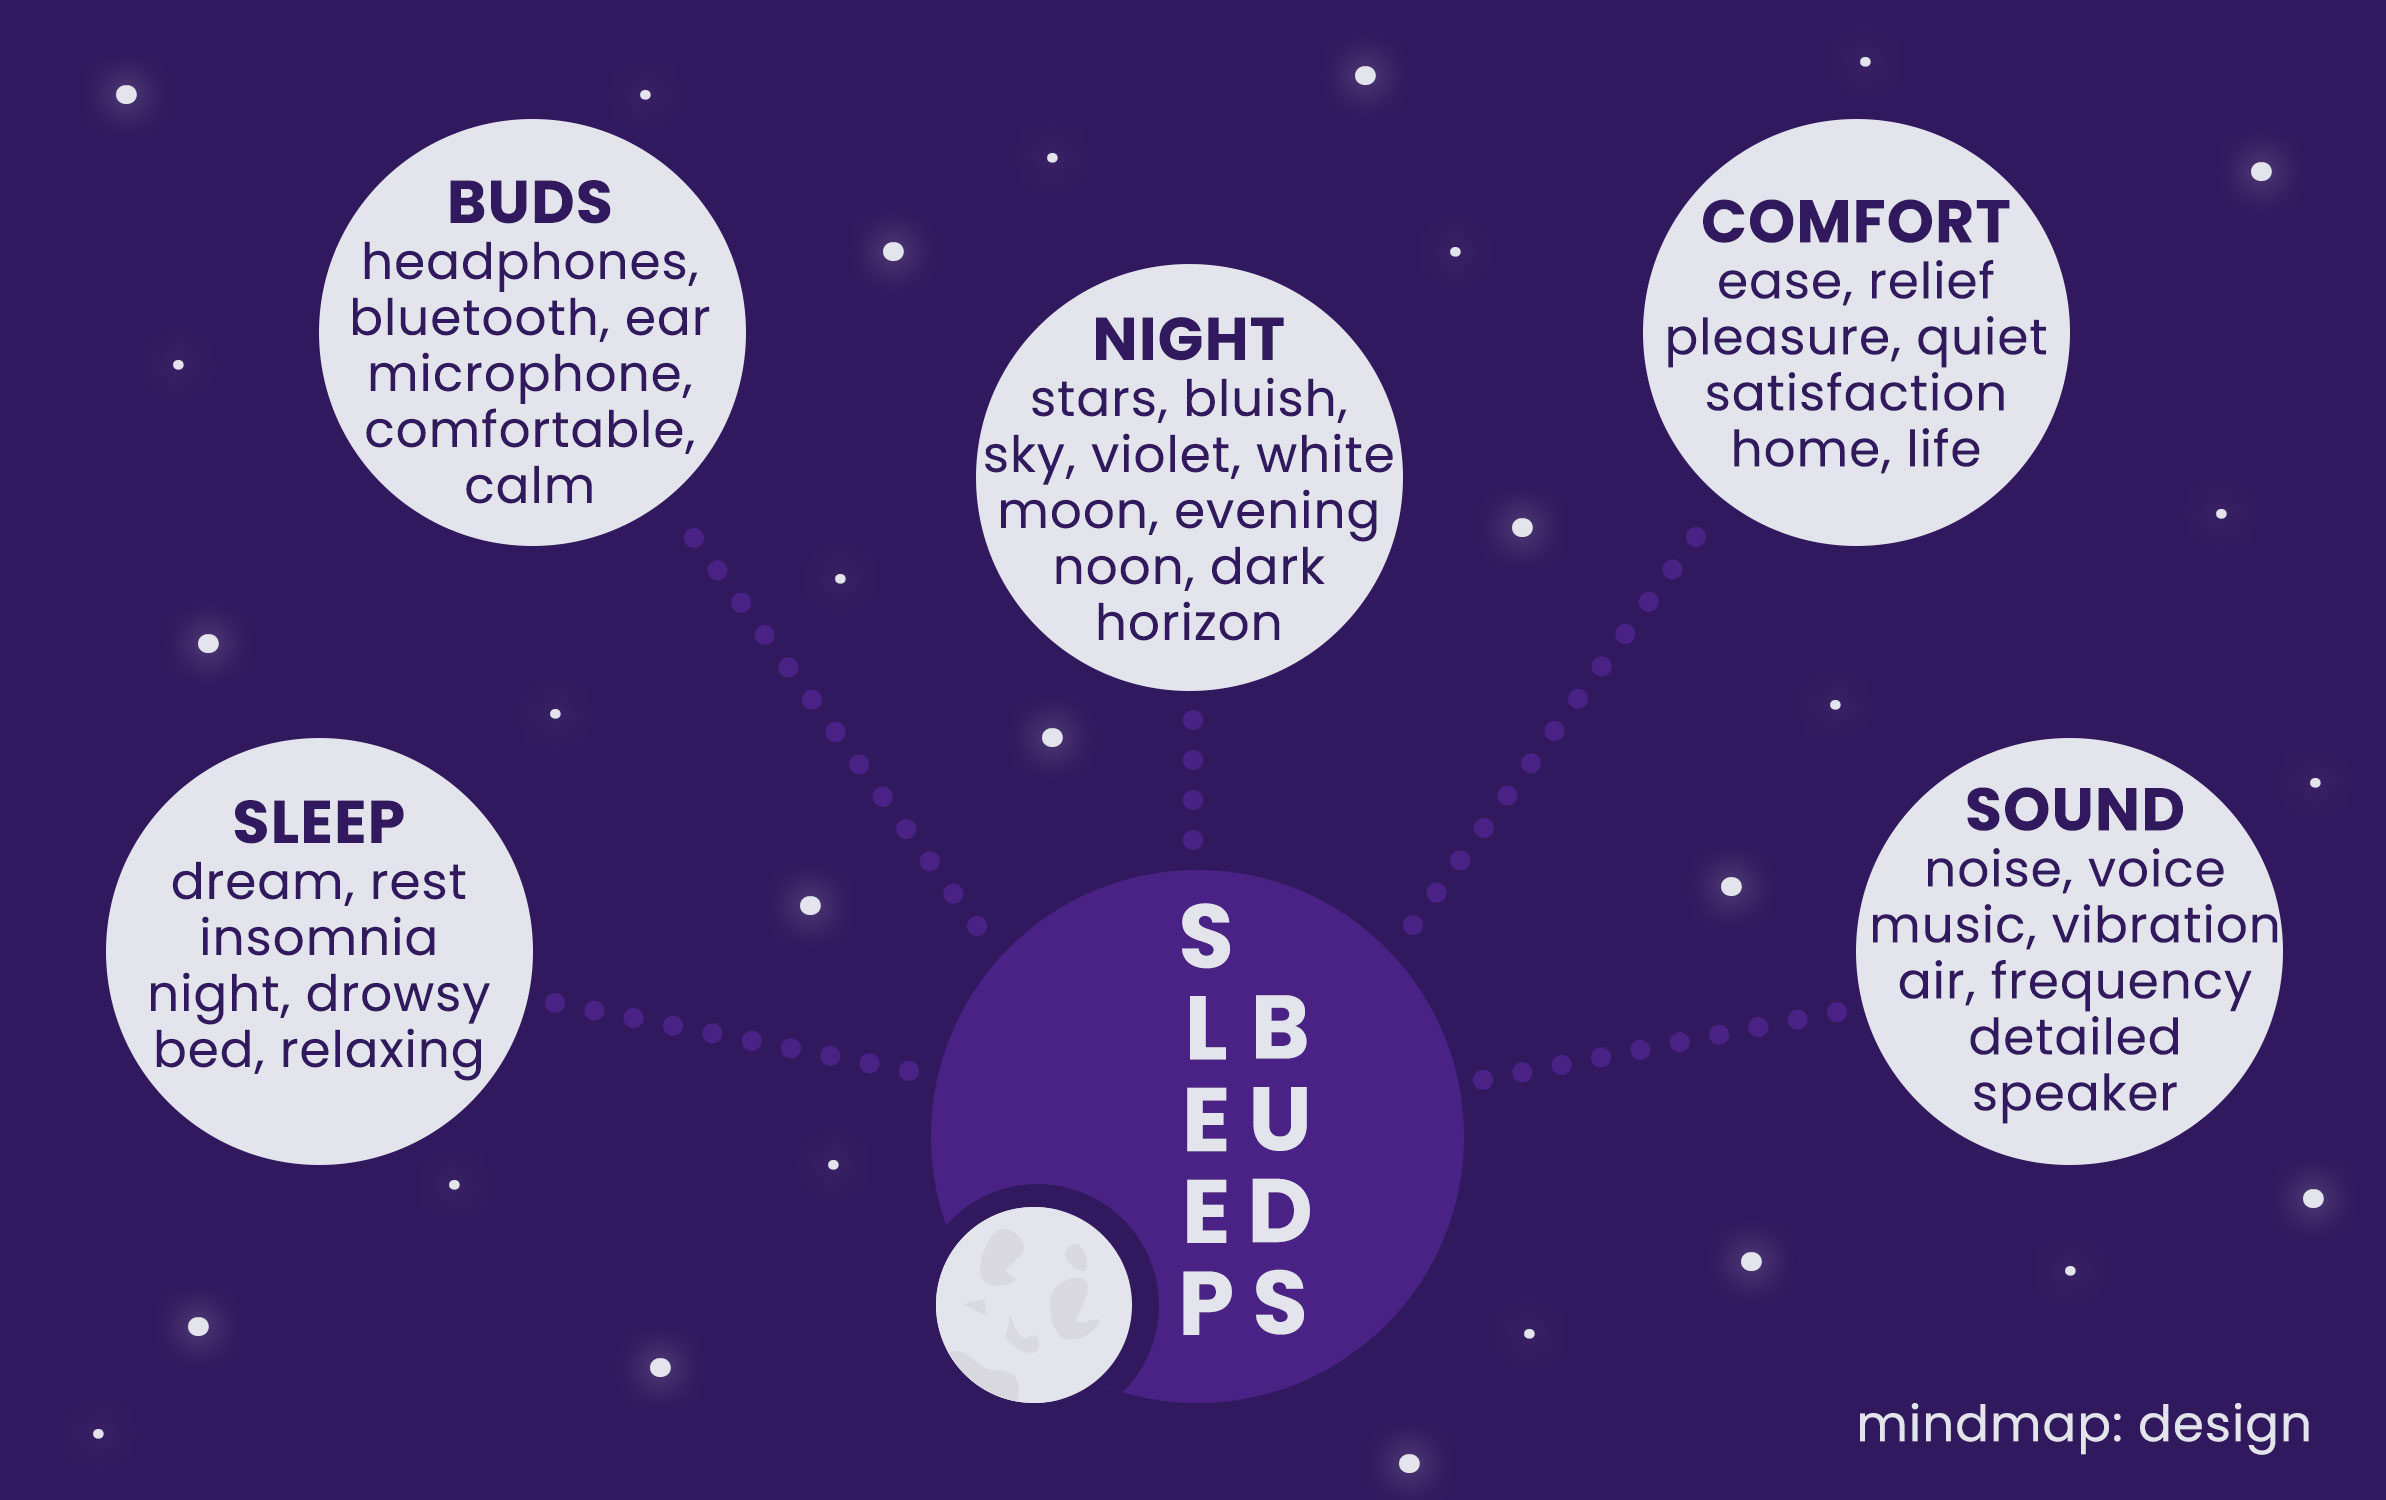 BUDS
headphones,
bluetooth, ear
microphone,
comfortable,
calm
NIGHT
stars, bluish,
sky, violet, white
moon, evening
noon, dark
horizon
COMFORT
ease, relief
pleasure, quiet
satisfaction
home, life
SLEEP
dream, rest
insomnia
night, drowsy
bed, relaxing
SOUND
noise, voice
music, vibration
air, frequency
detailed
speaker
SLEEP
BUDS
mindmap: design